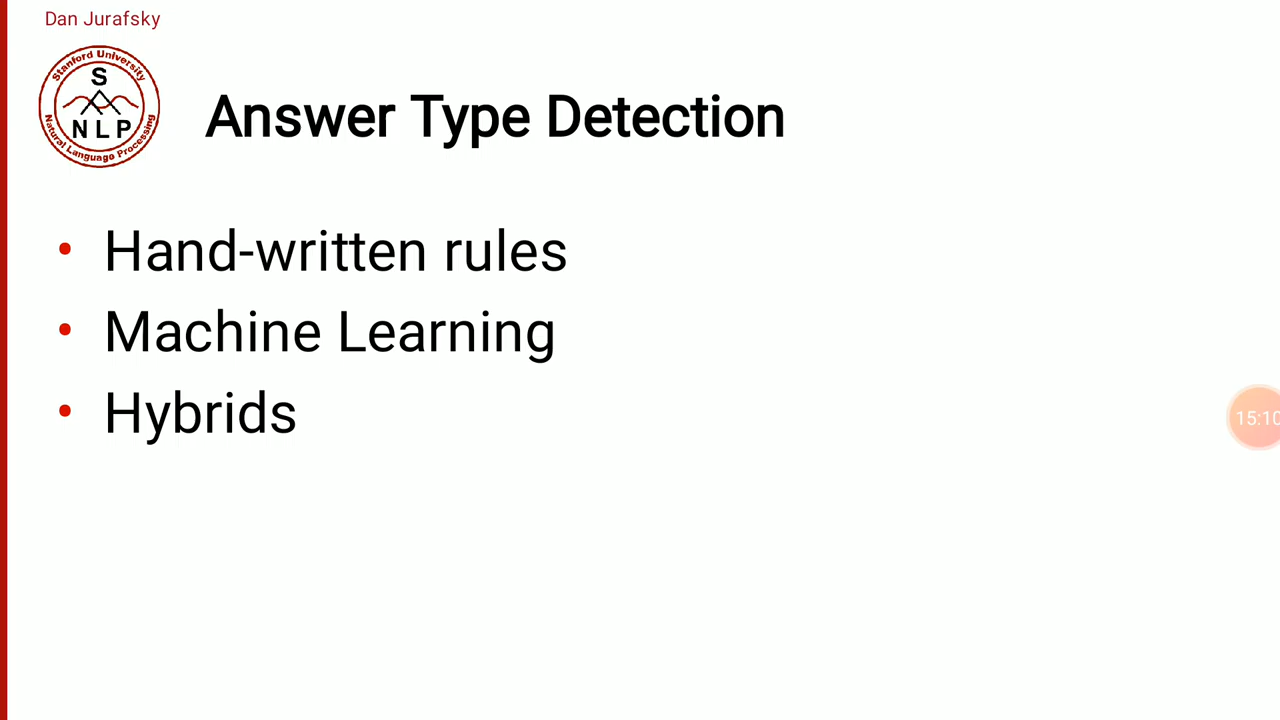 Dan Jurafsky
Stanford University
S
NLP
Natural Language Processing
Answer Type Detection
• Hand-written rules
• Machine Learning
• Hybrids
15:10